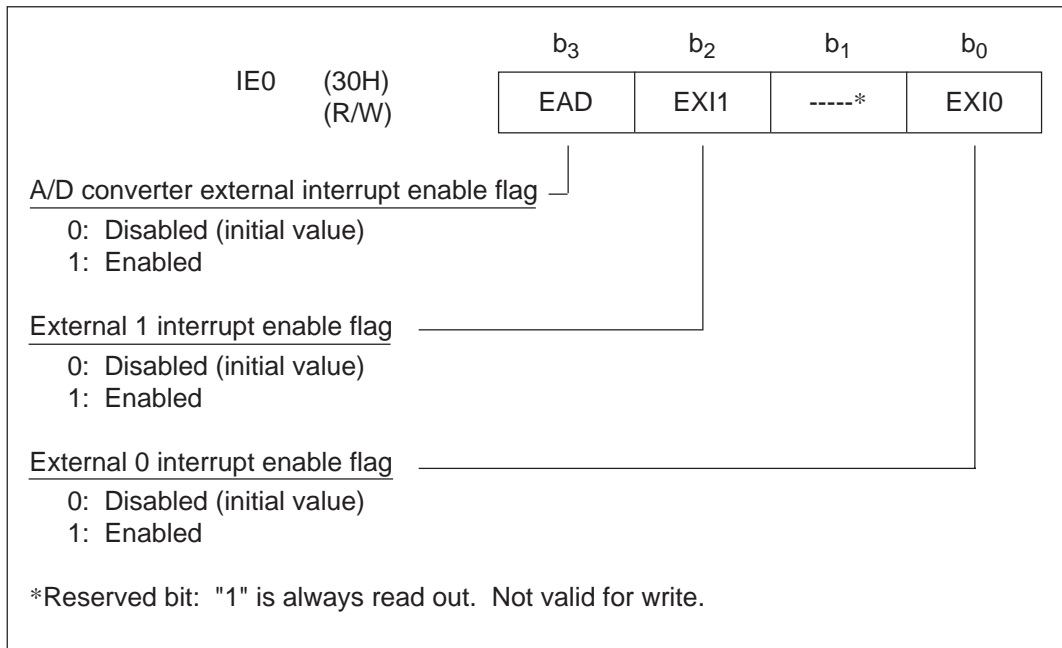 b3 b2 b1 b0
IE0 (30H)
(R/W)
EAD EXI1 -----* EXI0
A/D converter external interrupt enable flag
0: Disabled (initial value)
1: Enabled
External 1 interrupt enable flag
0: Disabled (initial value)
1: Enabled
External 0 interrupt enable flag
0: Disabled (initial value)
1: Enabled
*Reserved bit: "1" is always read out. Not valid for write.